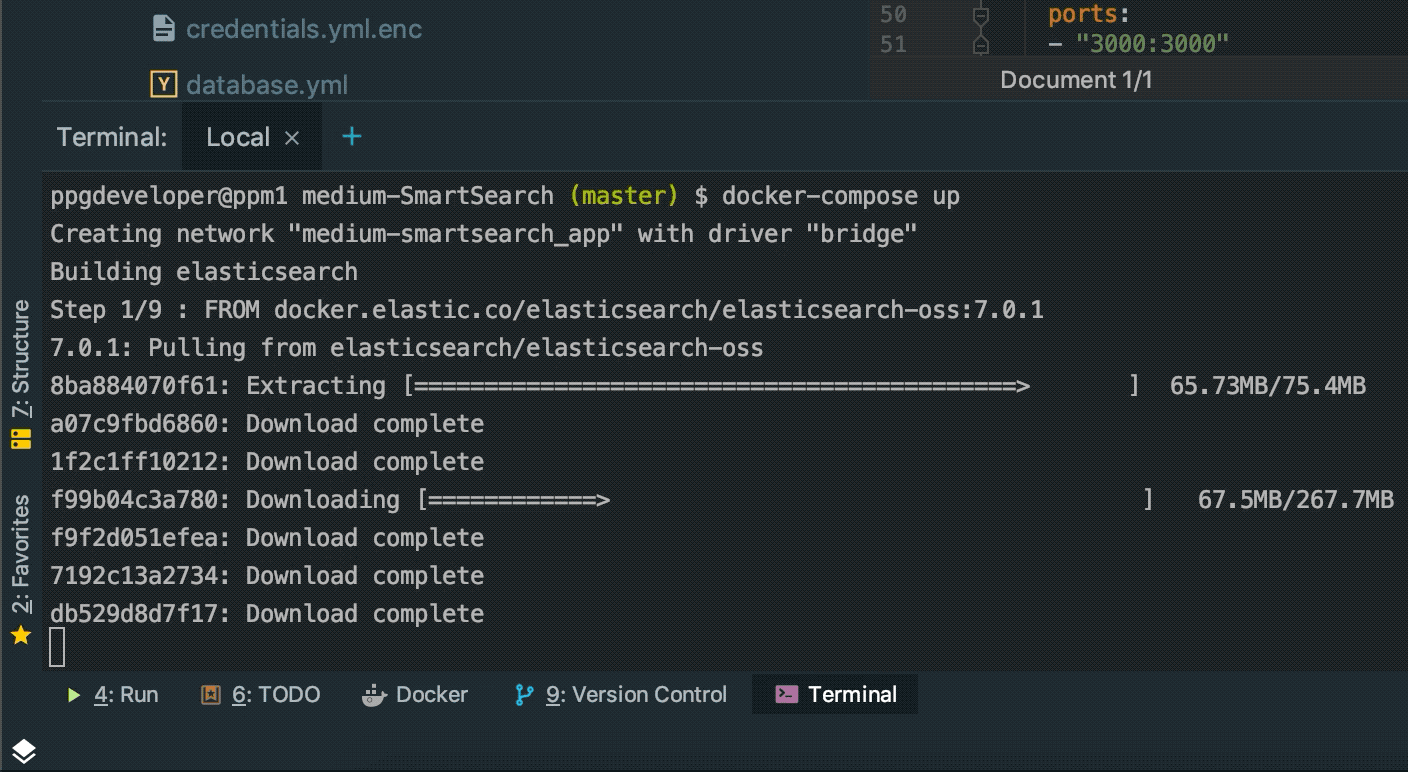 credentials.yml.enc
database.yml
50 ports:
51 - "3000:3000"
Document 1/1
Terminal: Local × +
ppgdeveloper@ppm1 medium-SmartSearch (master) $ docker-compose up
Creating network "medium-smartsearch_app" with driver "bridge"
Building elasticsearch
Step 1/9 : FROM docker.elastic.co/elasticsearch/elasticsearch-oss:7.0.1
7.0.1: Pulling from elasticsearch/elasticsearch-oss
8ba884070f61: Extracting [===========================================>       ]  65.73MB/75.4MB
a07c9fbd6860: Download complete
1f2c1ff10212: Download complete
f99b04c3a780: Downloading [============>                                      ]   67.5MB/267.7MB
f9f2d051efea: Download complete
7192c13a2734: Download complete
db529d8d7f17: Download complete
7: Structure
2: Favorites
4: Run 6: TODO Docker 9: Version Control Terminal